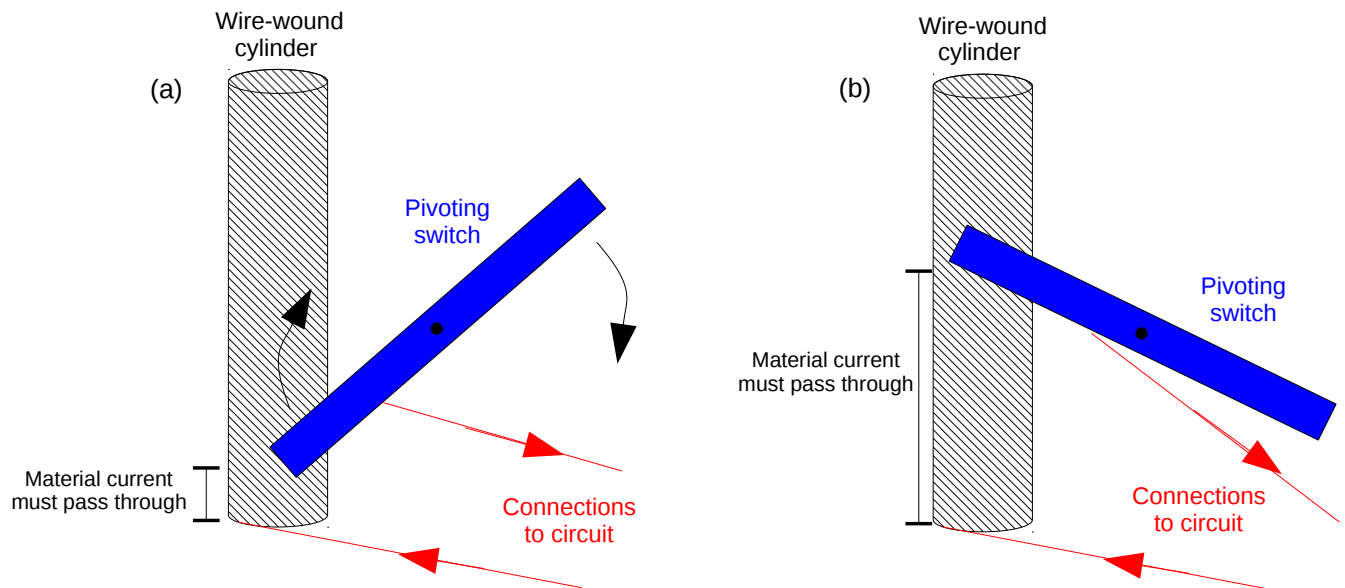 Wire-wound
cylinder
(a)
Pivoting
switch
Material current
must pass through
Connections
to circuit
Wire-wound
cylinder
(b)
Pivoting
switch
Material current
must pass through
Connections
to circuit